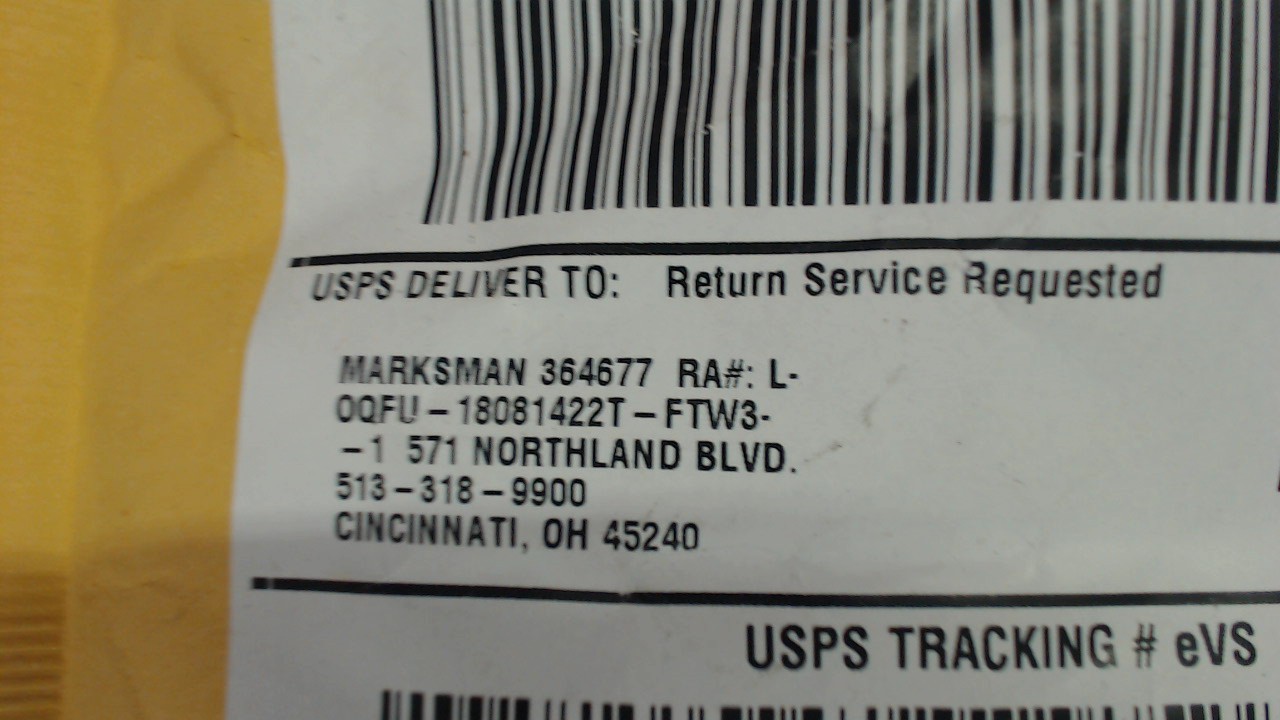 USPS DELIVER TO: Return Service Requested
MARKSMAN 364677 RA#: L-
OQFU-18081422T-FTW3-
-1 571 NORTHLAND BLVD.
513-318-9900
CINCINNATI, OH 45240
USPS TRACKING # eVS